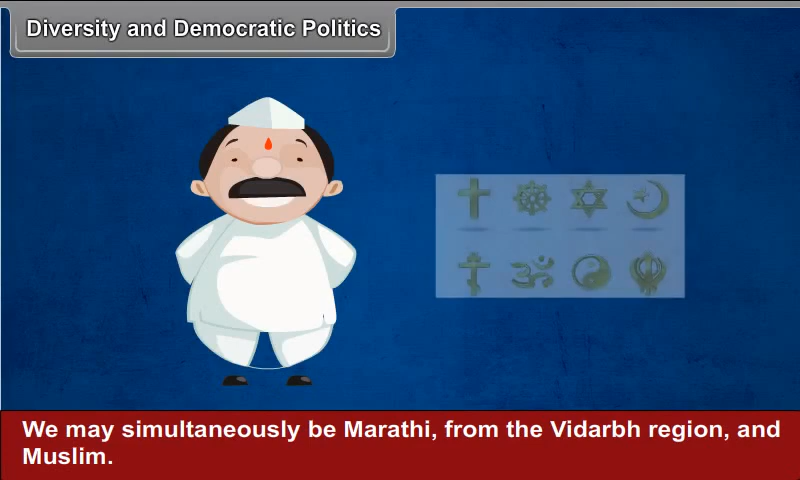 Diversity and Democratic Politics
We may simultaneously be Marathi, from the Vidarbh region, and
Muslim.